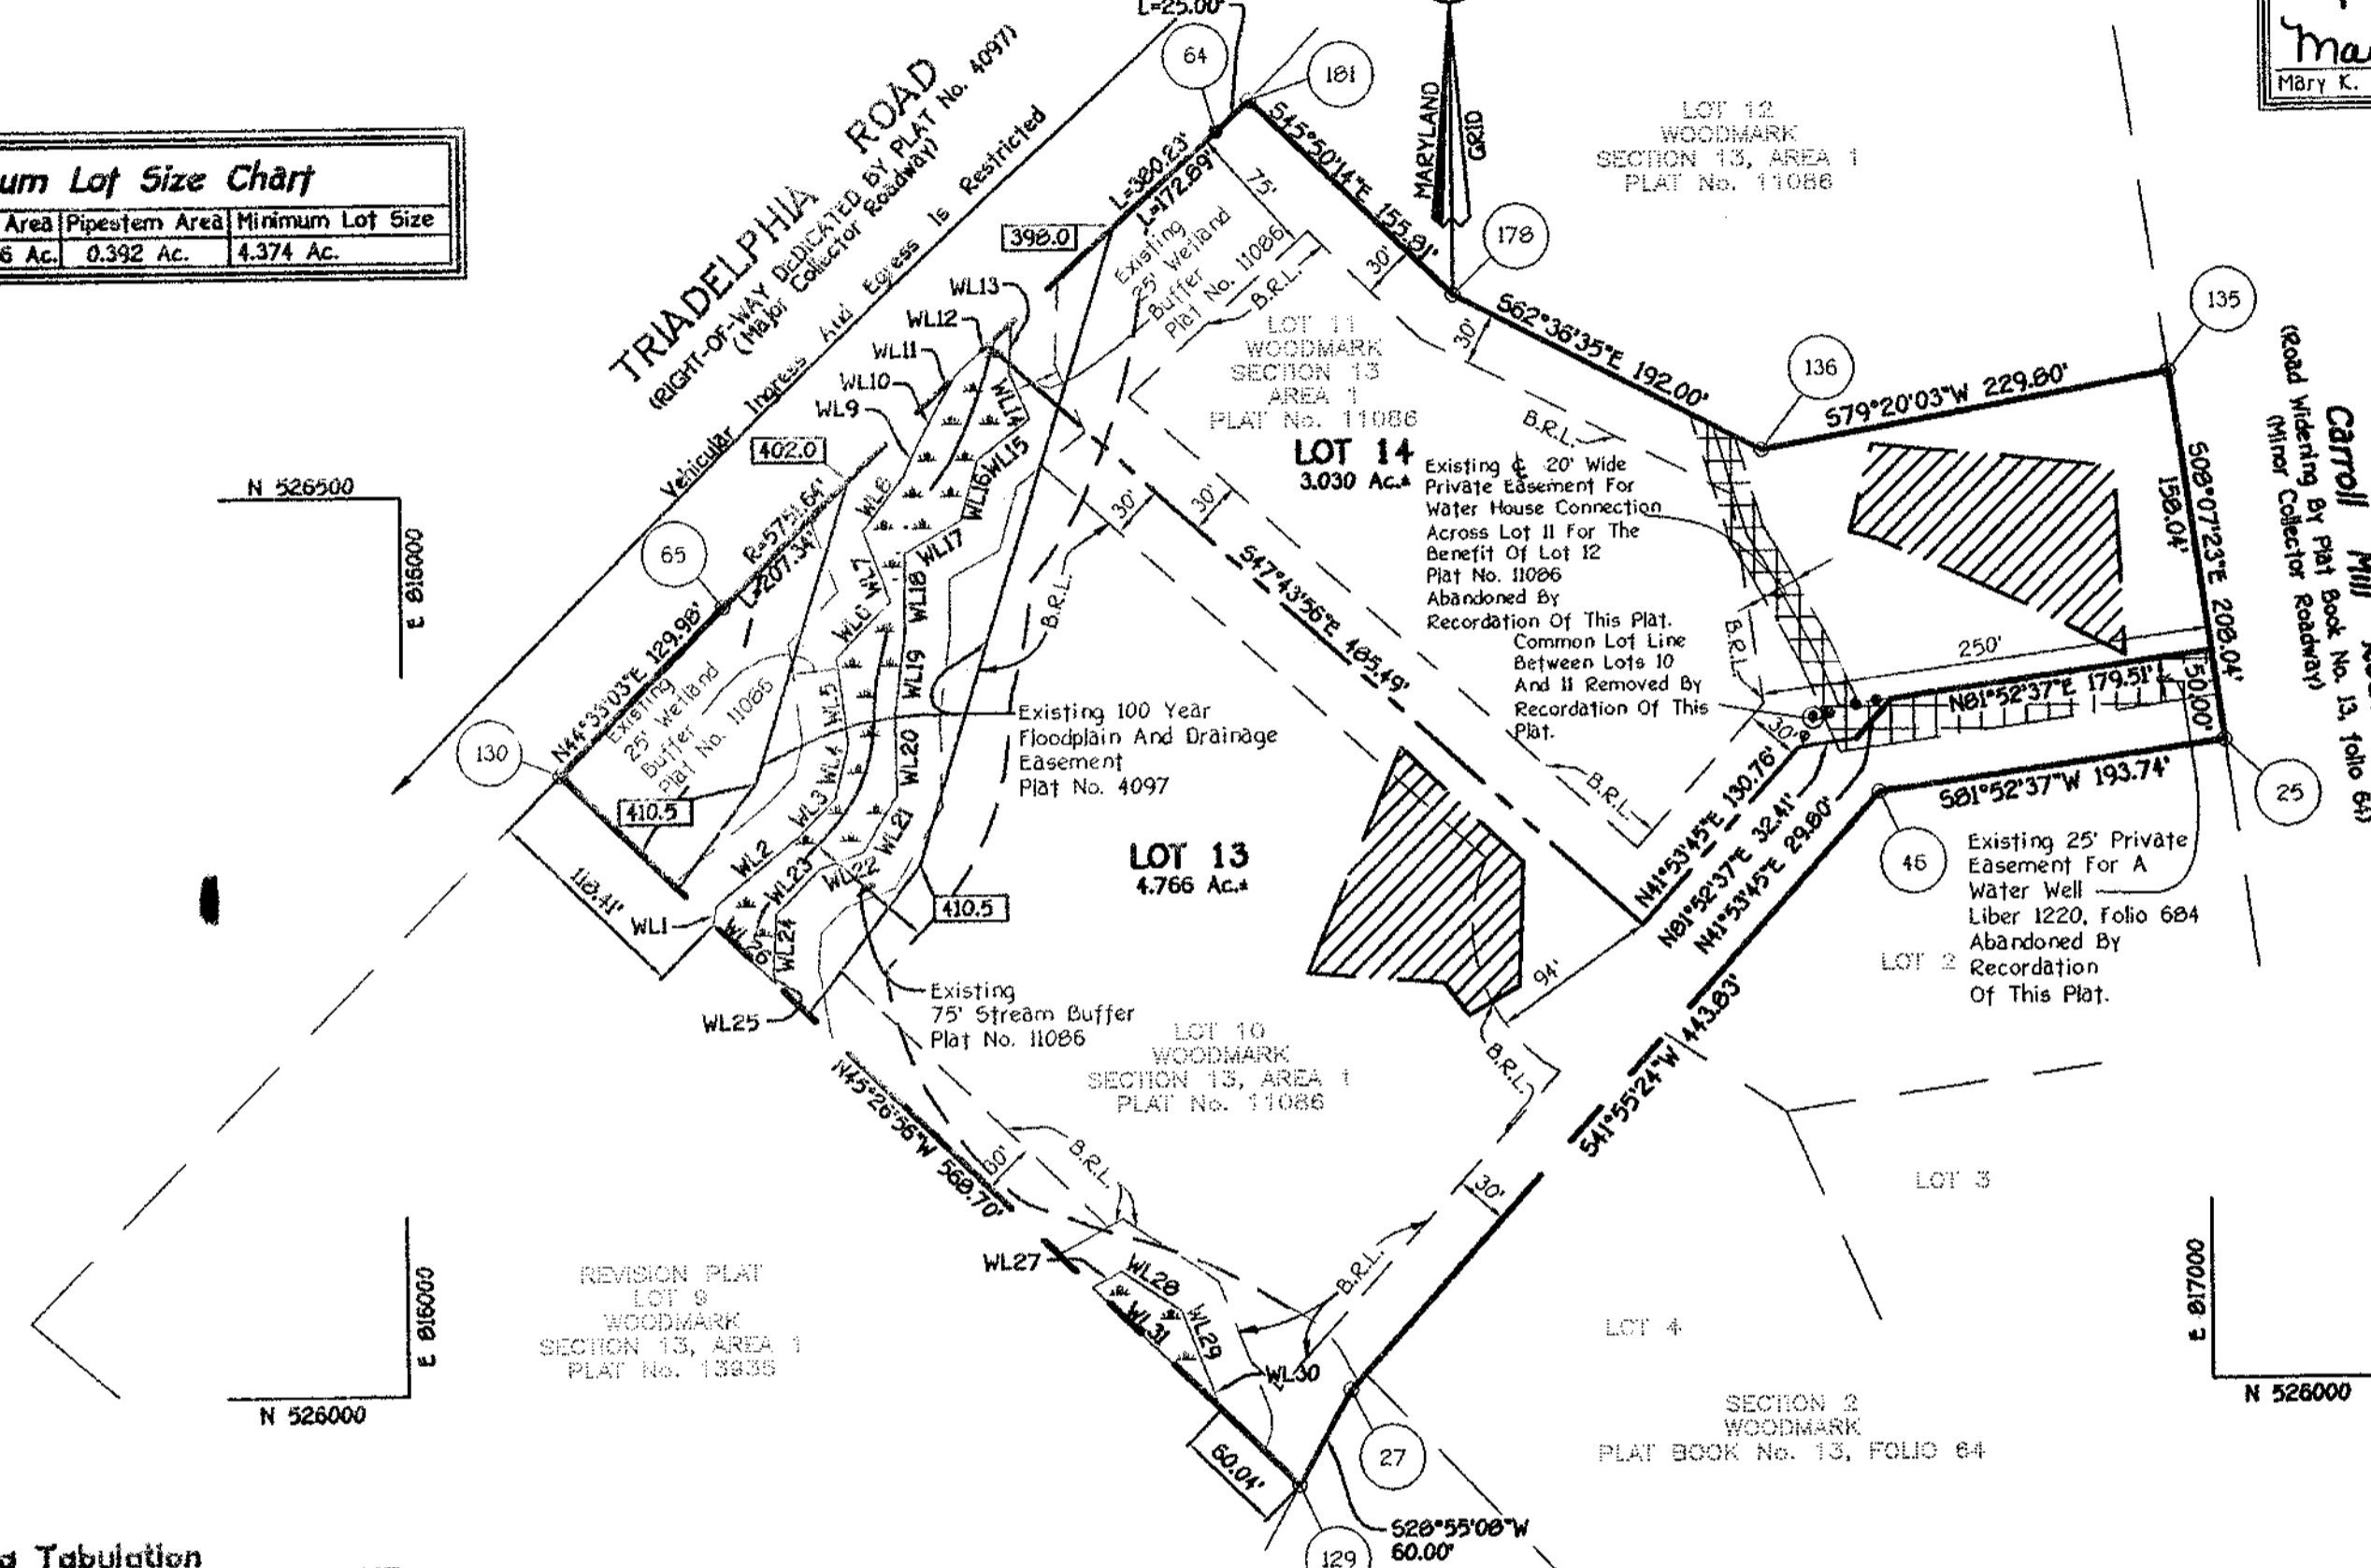 um Lot Size Chart
Area Pipestem Area Minimum Lot Size
6 Ac. 0.392 Ac. 4.374 Ac.
TRIADELPHIA ROAD
(RIGHT-OF-WAY DEDICATED BY PLAT No. 4097)
(Major Collector Roadway)
Vehicular Ingress And Egress Is Restricted
L=25.00'
64
181
MARYLAND GRID
Mary K.
LOT 12
WOODMARK
SECTION 13, AREA 1
PLAT No. 11086
S45°50'14"E 155.81'
L=380.23'
L=172.89'
398.0
75'
30'
178
Existing
25' Wetland
Buffer
Plat No. 11086
B.R.L.
S62°36'35"E 192.00'
30'
136
S79°20'03"W 229.80'
135
S08°07'23"E 208.04'
158.04'
50.00'
Carroll Mill
(Road Widening By Plat Book No. 13, folio 64)
(Minor Collector Roadway)
LOT 11
WOODMARK
SECTION 13
AREA 1
PLAT No. 11086
LOT 14
3.030 Ac.±
B.R.L.
Existing ℄ 20' Wide
Private Easement For
Water House Connection
Across Lot 11 For The
Benefit Of Lot 12
Plat No. 11086
Abandoned By
Recordation Of This Plat.
Common Lot Line
Between Lots 10
And 11 Removed By
Recordation Of This
Plat.
B.R.L.
B.R.L.
250'
N81°52'37"E 179.51'
30'
S81°52'37"W 193.74'
25
46
Existing 25' Private
Easement For A
Water Well
Liber 1220, Folio 684
Abandoned By
Recordation
Of This Plat.
LOT 2
N41°53'45"E 130.76'
N81°52'37"E 32.41'
N41°53'45"E 29.80'
S41°55'24"W 443.83'
94'
S47°43'56"E 485.49'
30'
30'
WL13
WL12
WL11
WL10
WL9
WL14
WL15
WL16
WL17
WL18
WL19
WL20
WL21
WL22
WL23
WL24
WL25
WL26
WL8
WL7
WL6
WL5
WL4
WL3
WL2
WL1
402.0
R=5751.64'
L=207.34'
65
N 526500
E 816000
N44°33'03"E 129.98'
130
Existing
25' Wetland
Buffer
Plat No. 11086
410.5
118.41'
B.R.L.
Existing 100 Year
Floodplain And Drainage
Easement
Plat No. 4097
LOT 13
4.766 Ac.±
410.5
Existing
75' Stream Buffer
Plat No. 11086
LOT 10
WOODMARK
SECTION 13, AREA 1
PLAT No. 11086
B.R.L.
N45°26'56"W 560.70'
30'
B.R.L.
30'
B.R.L.
WL27
WL28
WL29
WL30
WL31
60.04'
129
27
S28°55'08"W
60.00'
LOT 3
LOT 4
SECTION 2
WOODMARK
PLAT BOOK No. 13, FOLIO 64
E 817000
N 526000
REVISION PLAT
LOT 9
WOODMARK
SECTION 13, AREA 1
PLAT No. 13935
E 816000
N 526000
Tabulation